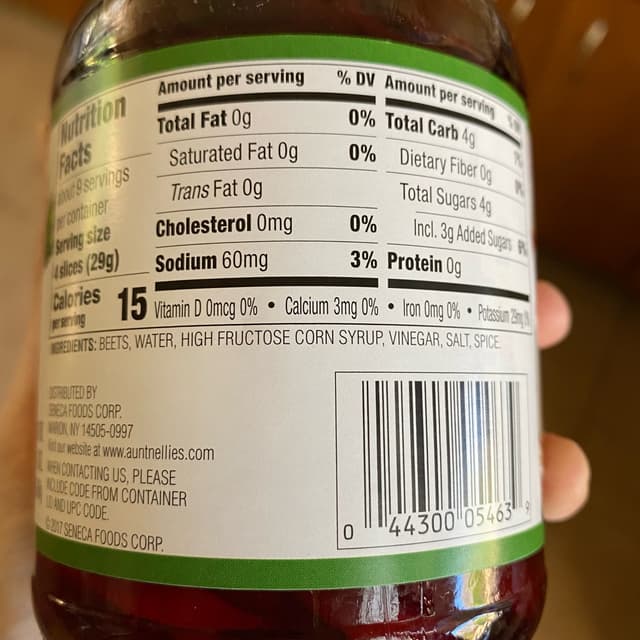 Nutrition
Facts
about 9 servings
per container
Serving size
4 slices (29g)
Calories
per serving
15
Amount per serving % DV
Total Fat 0g 0%
Saturated Fat 0g 0%
Trans Fat 0g
Cholesterol 0mg 0%
Sodium 60mg 3%
Amount per serving
Total Carb 4g
Dietary Fiber 0g 0%
Total Sugars 4g
Incl. 3g Added Sugars 6%
Protein 0g
Vitamin D 0mcg 0% • Calcium 3mg 0% • Iron 0mg 0% • Potassium
INGREDIENTS: BEETS, WATER, HIGH FRUCTOSE CORN SYRUP, VINEGAR, SALT, SPICE.
DISTRIBUTED BY
SENECA FOODS CORP.
MARION, NY 14505-0997
Visit our website at www.auntnellies.com
WHEN CONTACTING US, PLEASE
INCLUDE CODE FROM CONTAINER
LID AND UPC CODE.
© 2017 SENECA FOODS CORP.
0 44300 05463 9